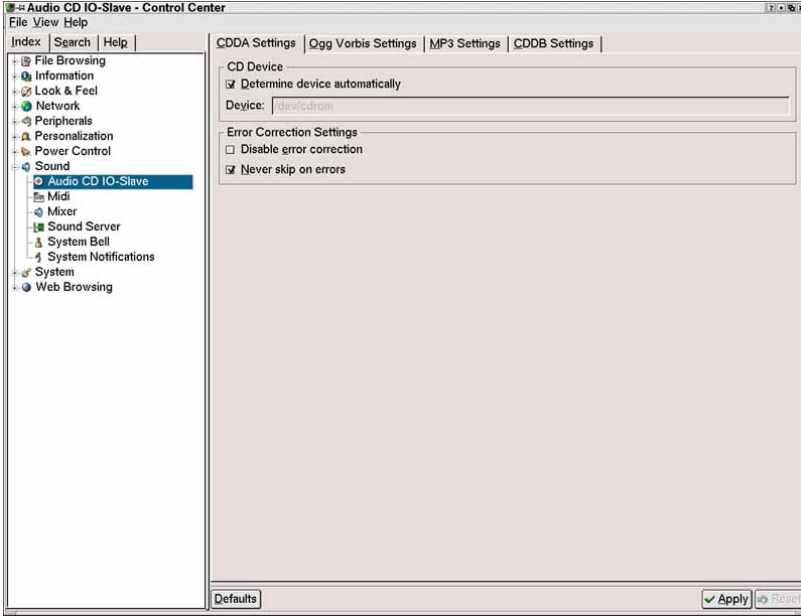 Audio CD IO-Slave - Control Center
File View Help
Index Search Help
File Browsing
Information
Look & Feel
Network
Peripherals
Personalization
Power Control
Sound
Audio CD IO-Slave
Midi
Mixer
Sound Server
System Bell
System Notifications
System
Web Browsing
CDDA Settings Ogg Vorbis Settings MP3 Settings CDDB Settings
CD Device
Determine device automatically
Device: /dev/cdrom
Error Correction Settings
Disable error correction
Never skip on errors
Defaults Apply Reset